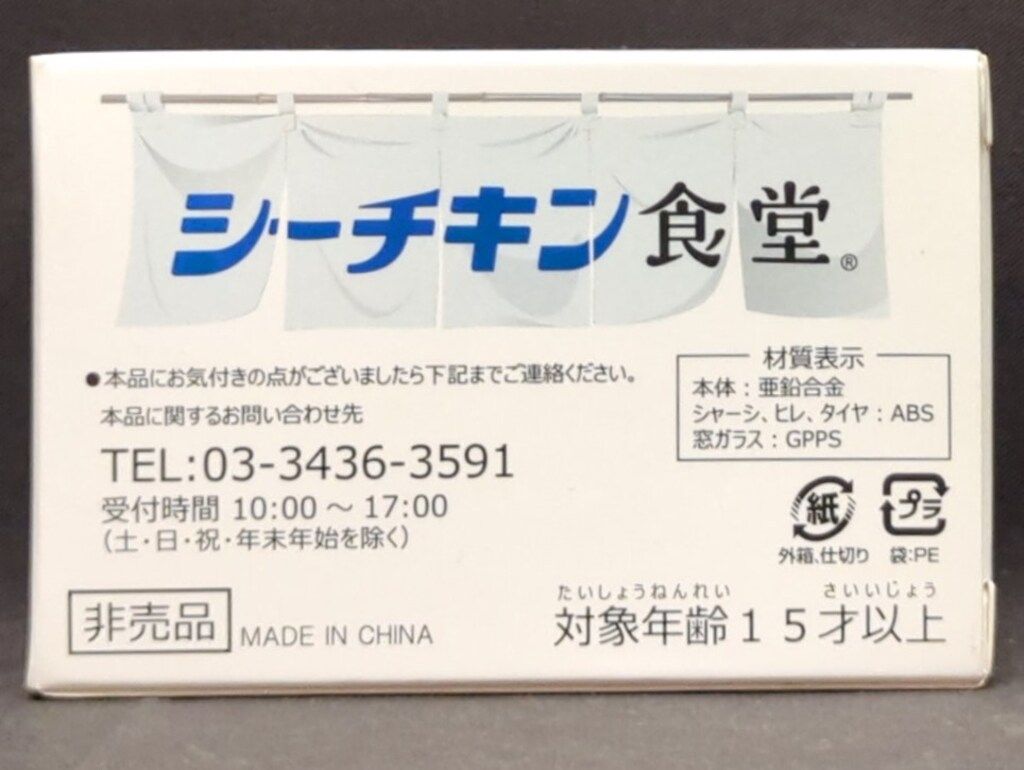 シーチキン食堂®
●本品にお気付きの点がございましたら下記までご連絡ください。
本品に関するお問い合わせ先
TEL:03-3436-3591
受付時間 10:00～17:00
(土・日・祝・年末年始を除く)
材質表示
本体：亜鉛合金
シャーシ、ヒレ、タイヤ：ABS
窓ガラス：GPPS
紙
外箱、仕切り
プラ
袋:PE
非売品
MADE IN CHINA
たいしょうねんれい さいいじょう
対象年齢１５才以上